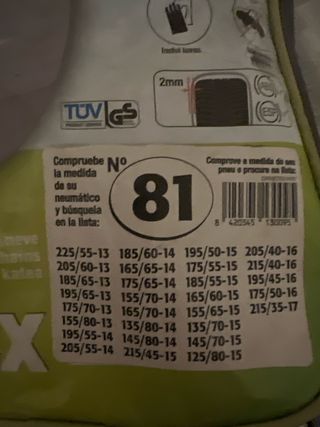 2mm
TÜV
GS
Compruebe
la medida
de su
neumático
y búsquela
en la lista:
Nº
81
Comprove a medida do seu
pneu e procure na lista:
8 420345 130095
225/55-13 185/60-14 195/50-15 205/40-16
205/60-13 165/65-14 175/55-15 215/40-16
185/65-13 175/65-14 185/55-15 195/45-16
195/65-13 155/70-14 165/60-15 175/50-16
175/70-13 165/70-14 155/65-15 215/35-17
155/80-13 135/80-14 135/70-15
195/55-14 145/80-14 145/70-15
205/55-14 215/45-15 125/80-15
chains
X